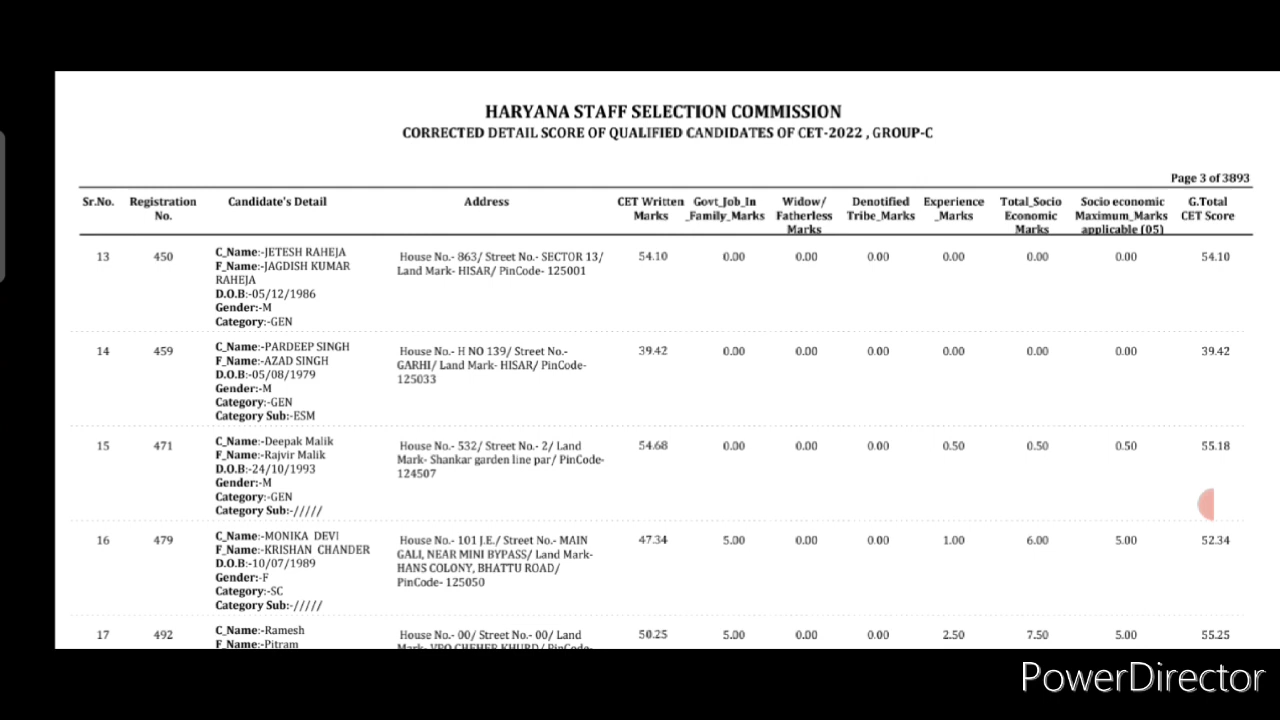 HARYANA STAFF SELECTION COMMISSION
CORRECTED DETAIL SCORE OF QUALIFIED CANDIDATES OF CET-2022 , GROUP-C
Page 3 of 3893
Sr.No. Registration Candidate's Detail Address CET Written Govt_Job_In Widow/ Denotified Experience Total_Socio Socio economic G.Total
No. Marks _Family_Marks Fatherless Tribe_Marks _Marks Economic Maximum_Marks CET Score
Marks Marks applicable (05)
13 450 C_Name:-JETESH RAHEJA House No.- 863/ Street No.- SECTOR 13/ 54.10 0.00 0.00 0.00 0.00 0.00 0.00 54.10
F_Name:-JAGDISH KUMAR Land Mark- HISAR/ PinCode- 125001
RAHEJA
D.O.B:-05/12/1986
Gender:-M
Category:-GEN
14 459 C_Name:-PARDEEP SINGH House No.- H NO 139/ Street No.- 39.42 0.00 0.00 0.00 0.00 0.00 0.00 39.42
F_Name:-AZAD SINGH GARHI/ Land Mark- HISAR/ PinCode-
D.O.B:-05/08/1979 125033
Gender:-M
Category:-GEN
Category Sub:-ESM
15 471 C_Name:-Deepak Malik House No.- 532/ Street No.- 2/ Land 54.68 0.00 0.00 0.00 0.50 0.50 0.50 55.18
F_Name:-Rajvir Malik Mark- Shankar garden line par/ PinCode-
D.O.B:-24/10/1993 124507
Gender:-M
Category:-GEN
Category Sub:-/////
16 479 C_Name:-MONIKA DEVI House No.- 101 J.E./ Street No.- MAIN 47.34 5.00 0.00 0.00 1.00 6.00 5.00 52.34
F_Name:-KRISHAN CHANDER GALI, NEAR MINI BYPASS/ Land Mark-
D.O.B:-10/07/1989 HANS COLONY, BHATTU ROAD/
Gender:-F PinCode- 125050
Category:-SC
Category Sub:-/////
17 492 C_Name:-Ramesh House No.- 00/ Street No.- 00/ Land 50.25 5.00 0.00 0.00 2.50 7.50 5.00 55.25
F_Name:-Pitram Mark- VPO CHEHER KHURD/ PinCode-
PowerDirector